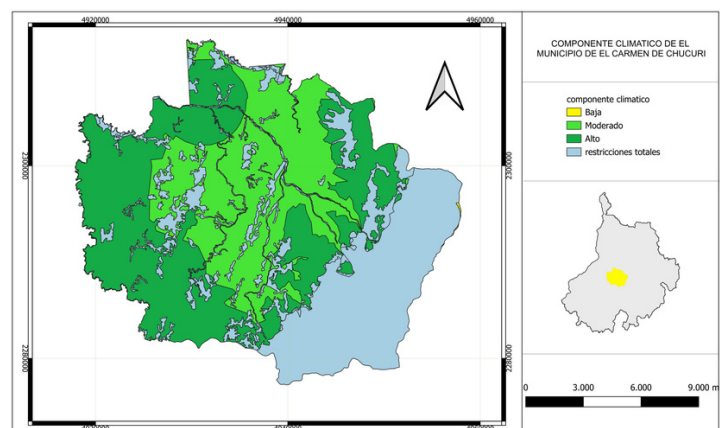 4920000
4940000
4960000
2300000
2300000
2280000
2280000
COMPONENTE CLIMATICO DE EL
MUNICIPIO DE EL CARMEN DE CHUCURI
componente climatico
Baja
Moderado
Alto
restricciones totales
0 3.000 6.000 9.000 m